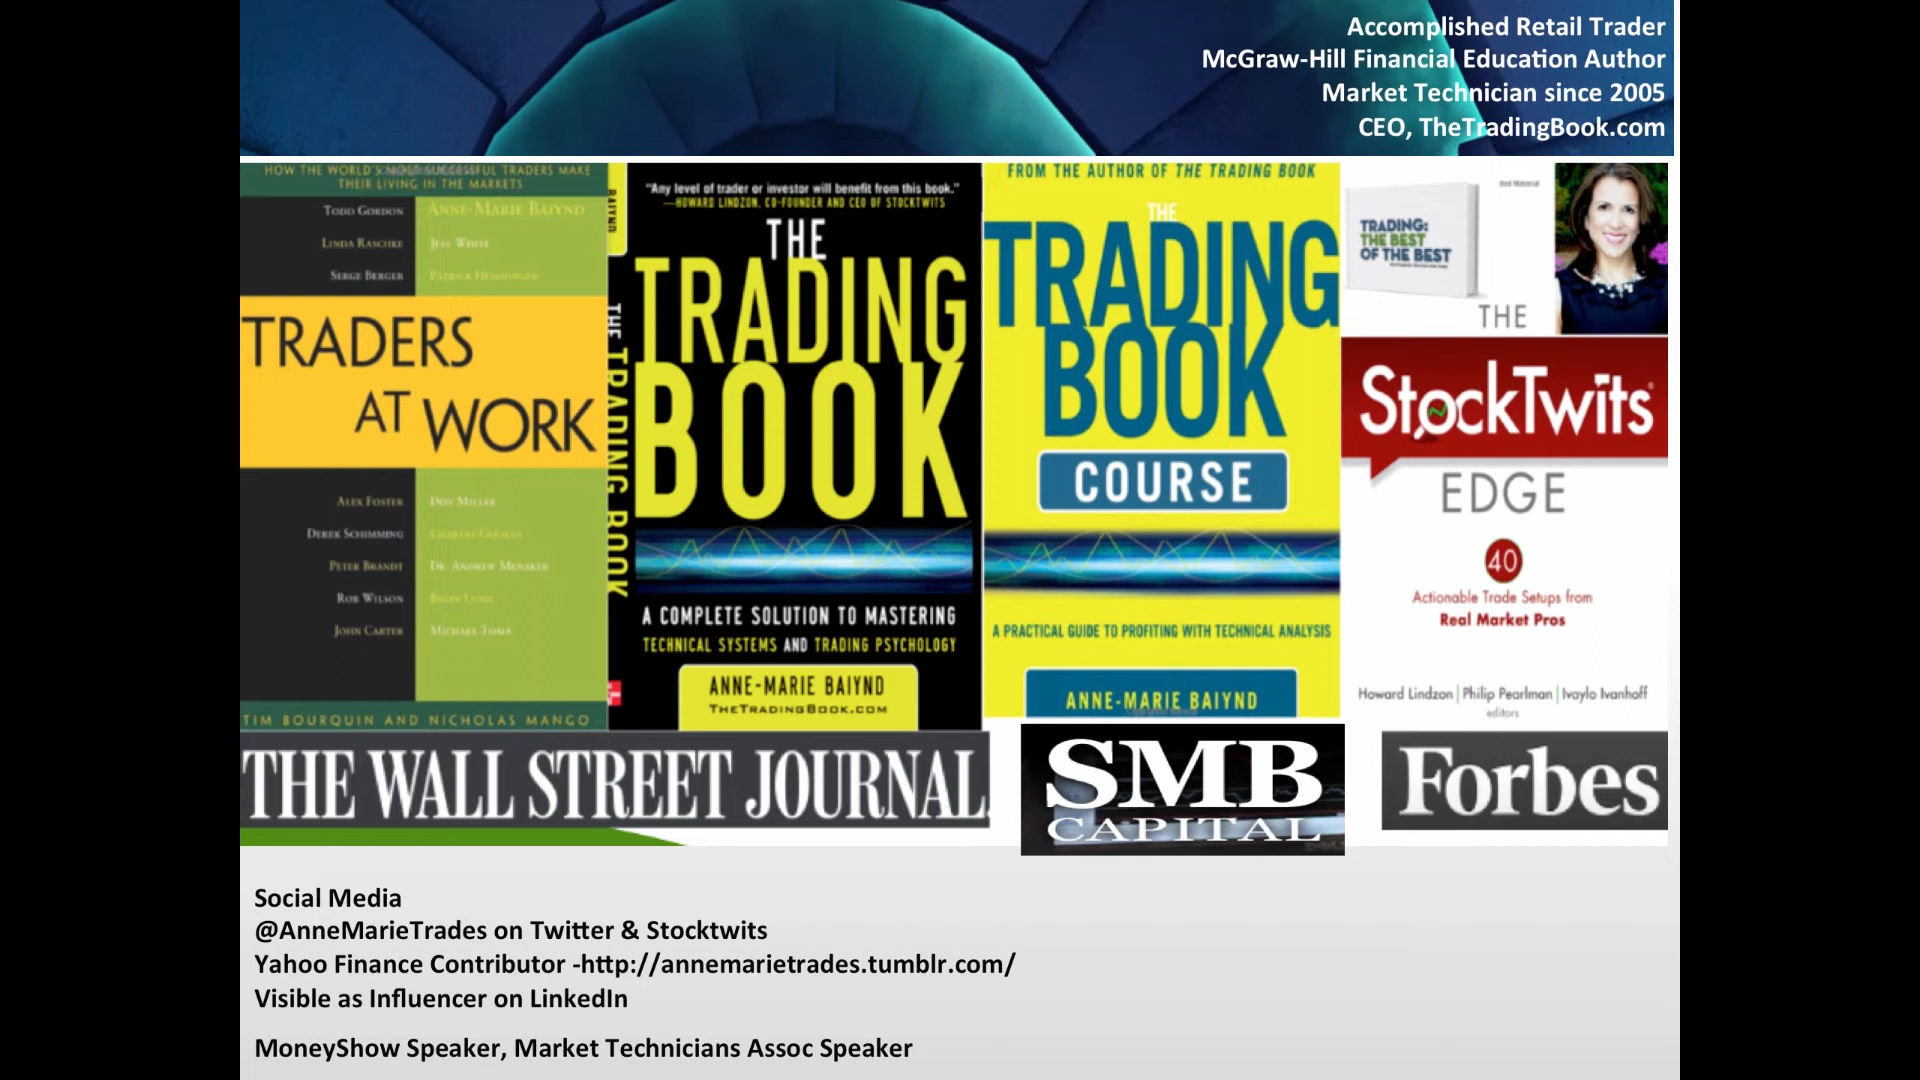 Accomplished Retail Trader
McGraw-Hill Financial Education Author
Market Technician since 2005
CEO, TheTradingBook.com
HOW THE WORLD'S MOST SUCCESSFUL TRADERS MAKE
THEIR LIVING IN THE MARKETS
TODD GORDON
ANNE-MARIE BAIYND
LINDA RASCHKE
JEFF WHITE
SERGE BERGER
PATRICK HEMMINGER
TRADERS
AT WORK
ALEX FOSTER
DON MILLER
DEREK SCHIMMING
CHARLES GERMAN
PETER BRANDT
DR. ANDREW MENAKER
ROB WILSON
BRIAN LUND
JOHN CARTER
MICHAEL TOMA
TIM BOURQUIN AND NICHOLAS MANGO
BAIYND
THE TRADING BOOK
"Any level of trader or investor will benefit from this book."
—HOWARD LINDZON, CO-FOUNDER AND CEO OF STOCKTWITS
THE
TRADING
BOOK
A COMPLETE SOLUTION TO MASTERING
TECHNICAL SYSTEMS AND TRADING PSYCHOLOGY
ANNE-MARIE BAIYND
THETRADINGBOOK.COM
FROM THE AUTHOR OF THE TRADING BOOK
THE
TRADING
BOOK
COURSE
A PRACTICAL GUIDE TO PROFITING WITH TECHNICAL ANALYSIS
ANNE-MARIE BAIYND
TRADING:
THE BEST
OF THE BEST
THE
StockTwits
EDGE
40
Actionable Trade Setups from
Real Market Pros
Howard Lindzon | Philip Pearlman | Ivaylo Ivanhoff
editors
THE WALL STREET JOURNAL.
SMB
CAPITAL
Forbes
Social Media
@AnneMarieTrades on Twitter & Stocktwits
Yahoo Finance Contributor -http://annemarietrades.tumblr.com/
Visible as Influencer on LinkedIn
MoneyShow Speaker, Market Technicians Assoc Speaker